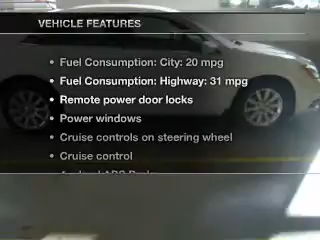 VEHICLE FEATURES
• Fuel Consumption: City: 20 mpg
• Fuel Consumption: Highway: 31 mpg
• Remote power door locks
• Power windows
• Cruise controls on steering wheel
• Cruise control